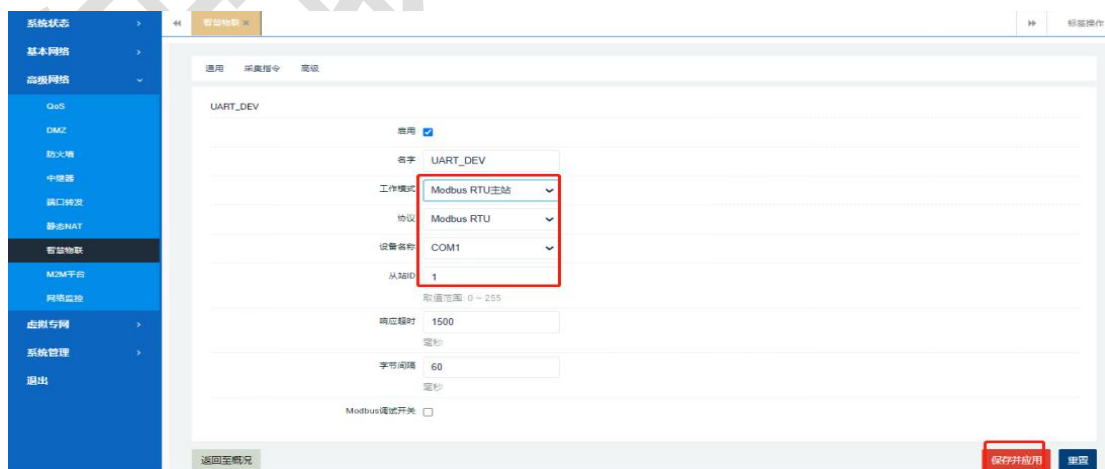 系统状态
基本网络
高级网络
QoS
DMZ
防火墙
中继器
端口转发
静态NAT
智慧物联
M2M平台
网络监控
虚拟专网
系统管理
退出
智慧物联 ×
标签操作
通用 采集指令 高级
UART_DEV
启用
名字 UART_DEV
工作模式 Modbus RTU主站
协议 Modbus RTU
设备名称 COM1
从站ID 1
取值范围: 0 ~ 255
响应超时 1500
毫秒
字节间隔 60
毫秒
Modbus调试开关
返回至概况 保存并应用 重置